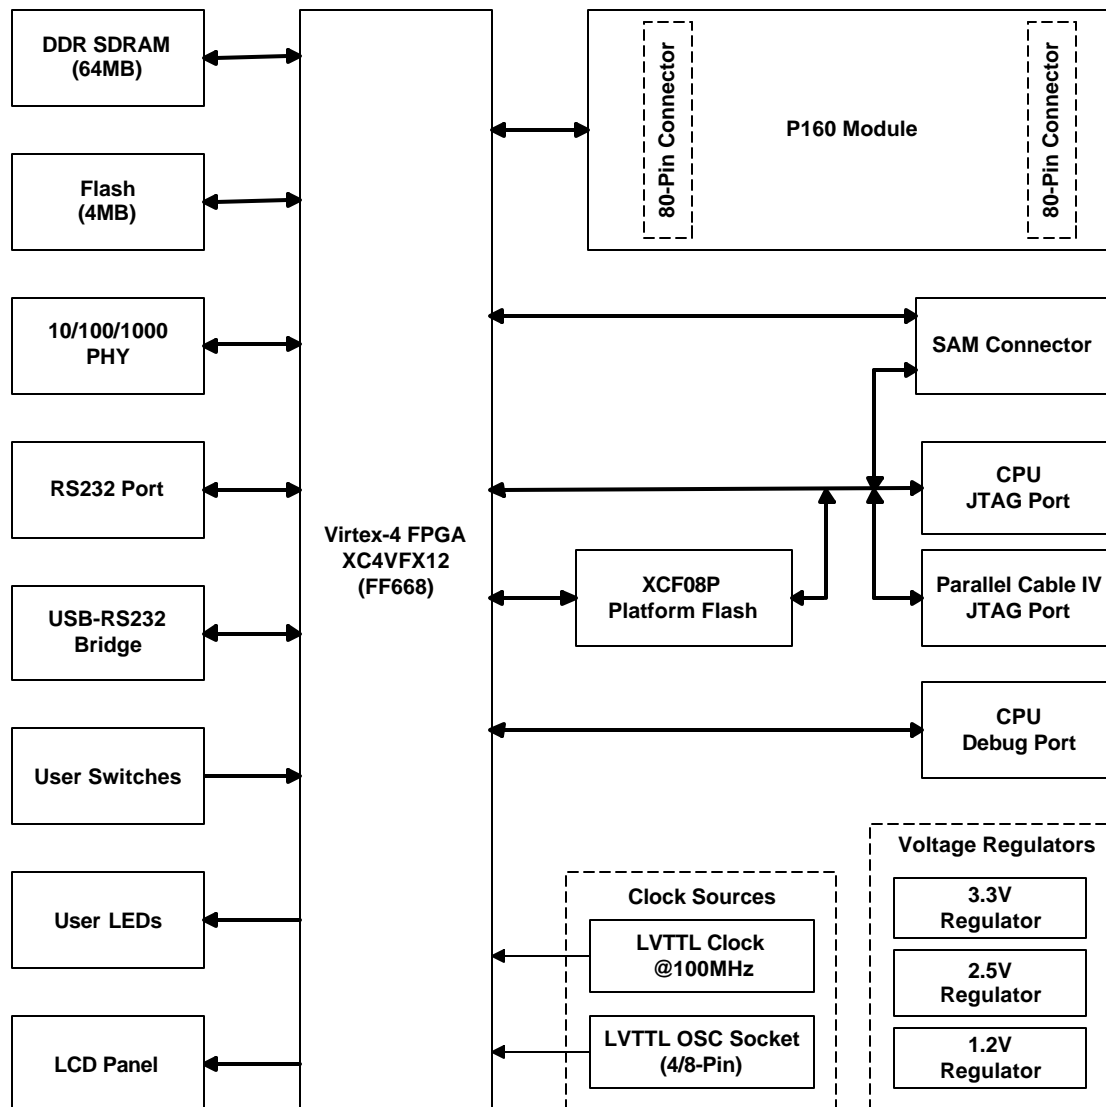 DDR SDRAM
(64MB)
Flash
(4MB)
10/100/1000
PHY
RS232 Port
USB-RS232
Bridge
User Switches
User LEDs
LCD Panel
Virtex-4 FPGA
XC4VFX12
(FF668)
80-Pin Connector
P160 Module
80-Pin Connector
SAM Connector
CPU
JTAG Port
XCF08P
Platform Flash
Parallel Cable IV
JTAG Port
CPU
Debug Port
Clock Sources
LVTTL Clock
@100MHz
LVTTL OSC Socket
(4/8-Pin)
Voltage Regulators
3.3V
Regulator
2.5V
Regulator
1.2V
Regulator